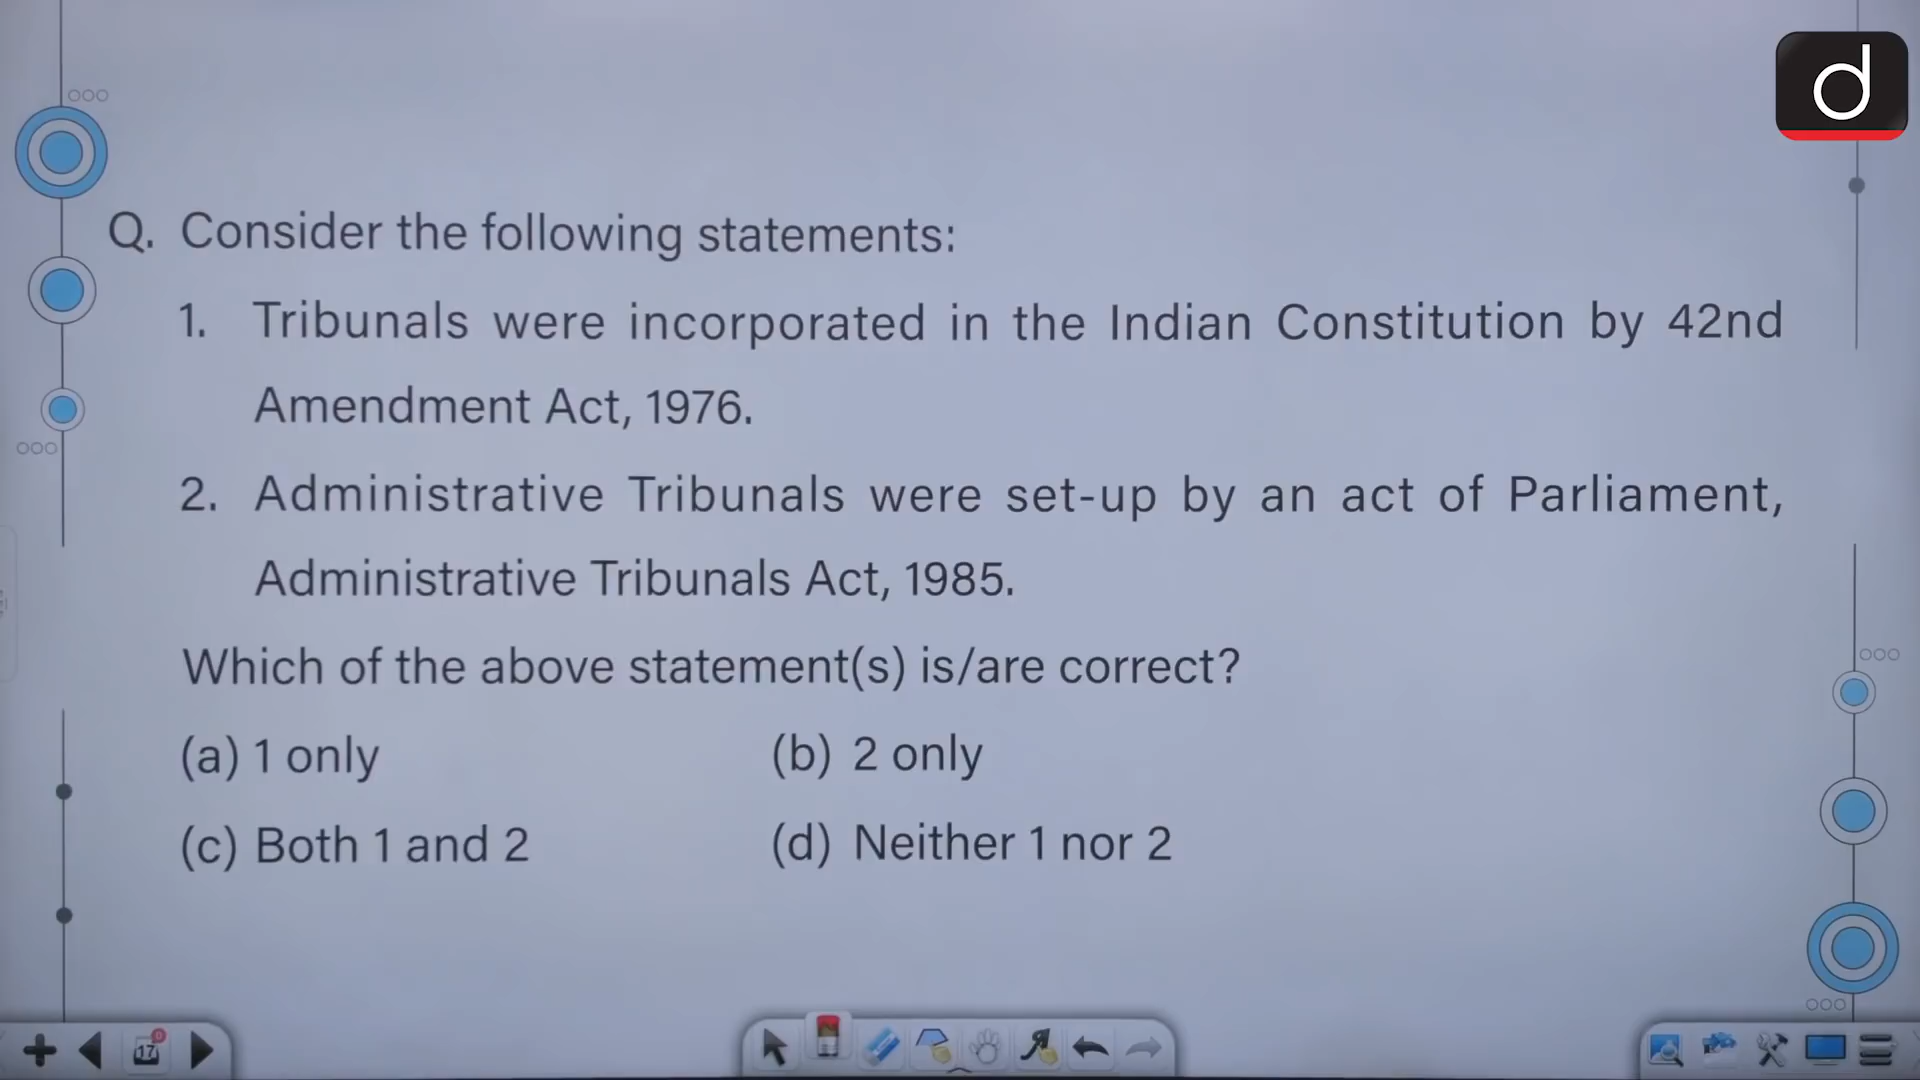 d
Q. Consider the following statements:
1. Tribunals were incorporated in the Indian Constitution by 42nd
Amendment Act, 1976.
2. Administrative Tribunals were set-up by an act of Parliament,
Administrative Tribunals Act, 1985.
Which of the above statement(s) is/are correct?
(a) 1 only (b) 2 only
(c) Both 1 and 2 (d) Neither 1 nor 2
17 0